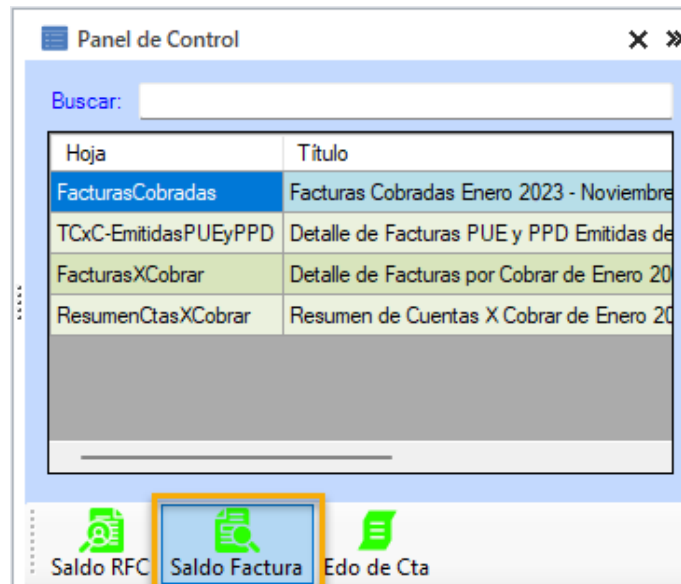 Panel de Control
Buscar:
Hoja Título
FacturasCobradas Facturas Cobradas Enero 2023 - Noviembre
TCxC-EmitidasPUEyPPD Detalle de Facturas PUE y PPD Emitidas de
FacturasXCobrar Detalle de Facturas por Cobrar de Enero 20
ResumenCtasXCobrar Resumen de Cuentas X Cobrar de Enero 20
Saldo RFC Saldo Factura Edo de Cta